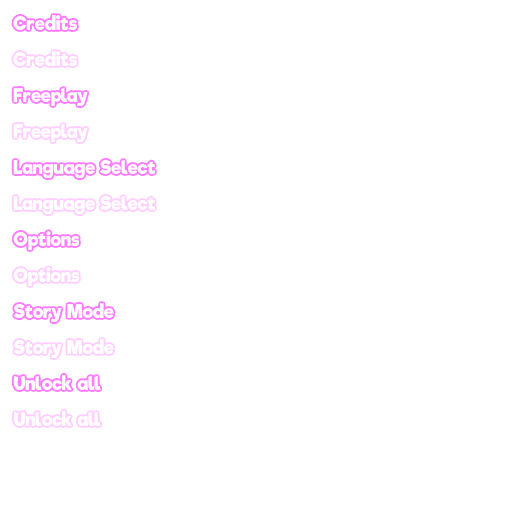 Credits
Credits
Freeplay
Freeplay
Language Select
Language Select
Options
Options
Story Mode
Story Mode
Unlock all
Unlock all